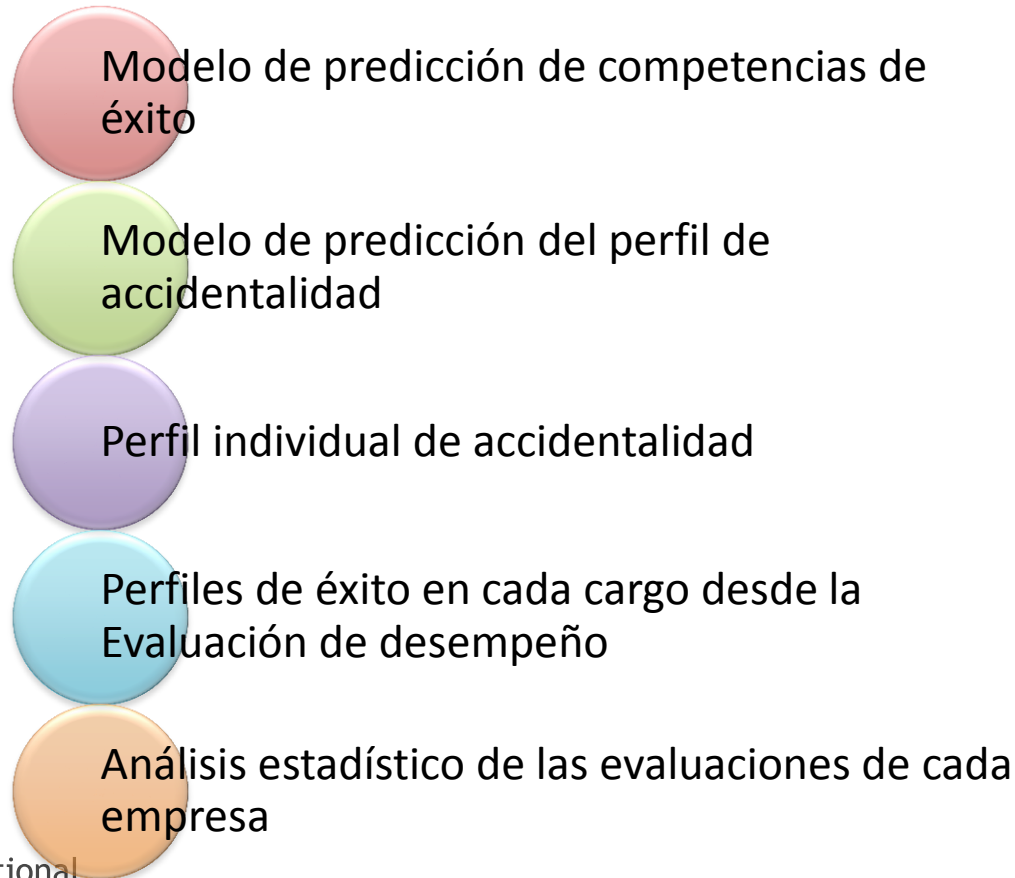 Modelo de predicción de competencias de
éxito
Modelo de predicción del perfil de
accidentalidad
Perfil individual de accidentalidad
Perfiles de éxito en cada cargo desde la
Evaluación de desempeño
Análisis estadístico de las evaluaciones de cada
empresa